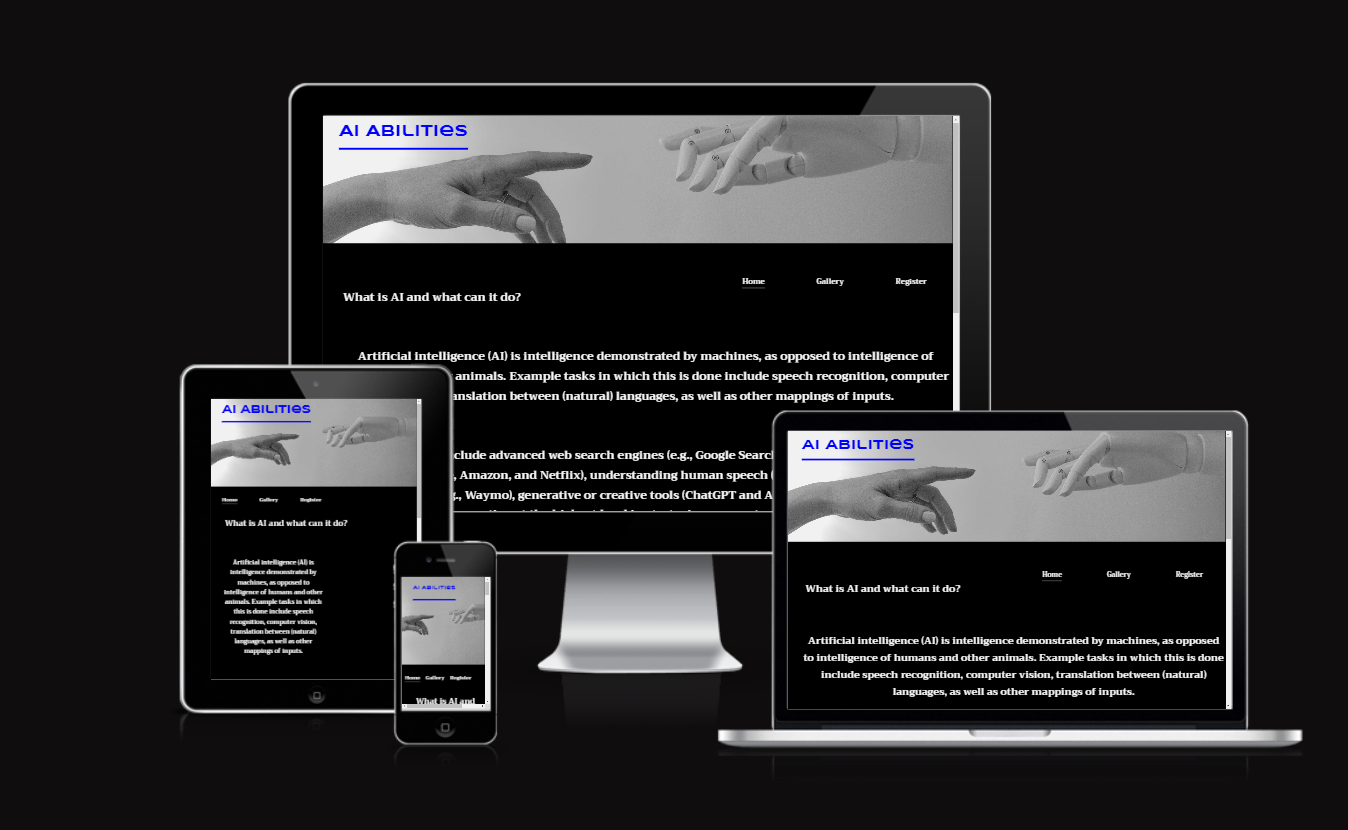 AI ABILITIES
Home Gallery Register
What is AI and what can it do?
Artificial intelligence (AI) is intelligence demonstrated by machines, as opposed to intelligence of
animals. Example tasks in which this is done include speech recognition, computer
translation between (natural) languages, as well as other mappings of inputs.
clude advanced web search engines (e.g., Google Search
, Amazon, and Netflix), understanding human speech (
g., Waymo), generative or creative tools (ChatGPT and A
AI ABILITIES
Home Gallery Register
What is AI and what can it do?
Artificial intelligence (AI) is
intelligence demonstrated by
machines, as opposed to
intelligence of humans and other
animals. Example tasks in which
this is done include speech
recognition, computer vision,
translation between (natural)
languages, as well as other
mappings of inputs.
AI ABILITIES
Home Gallery Register
What is AI and
AI ABILITIES
Home Gallery Register
What is AI and what can it do?
Artificial intelligence (AI) is intelligence demonstrated by machines, as opposed
to intelligence of humans and other animals. Example tasks in which this is done
include speech recognition, computer vision, translation between (natural)
languages, as well as other mappings of inputs.